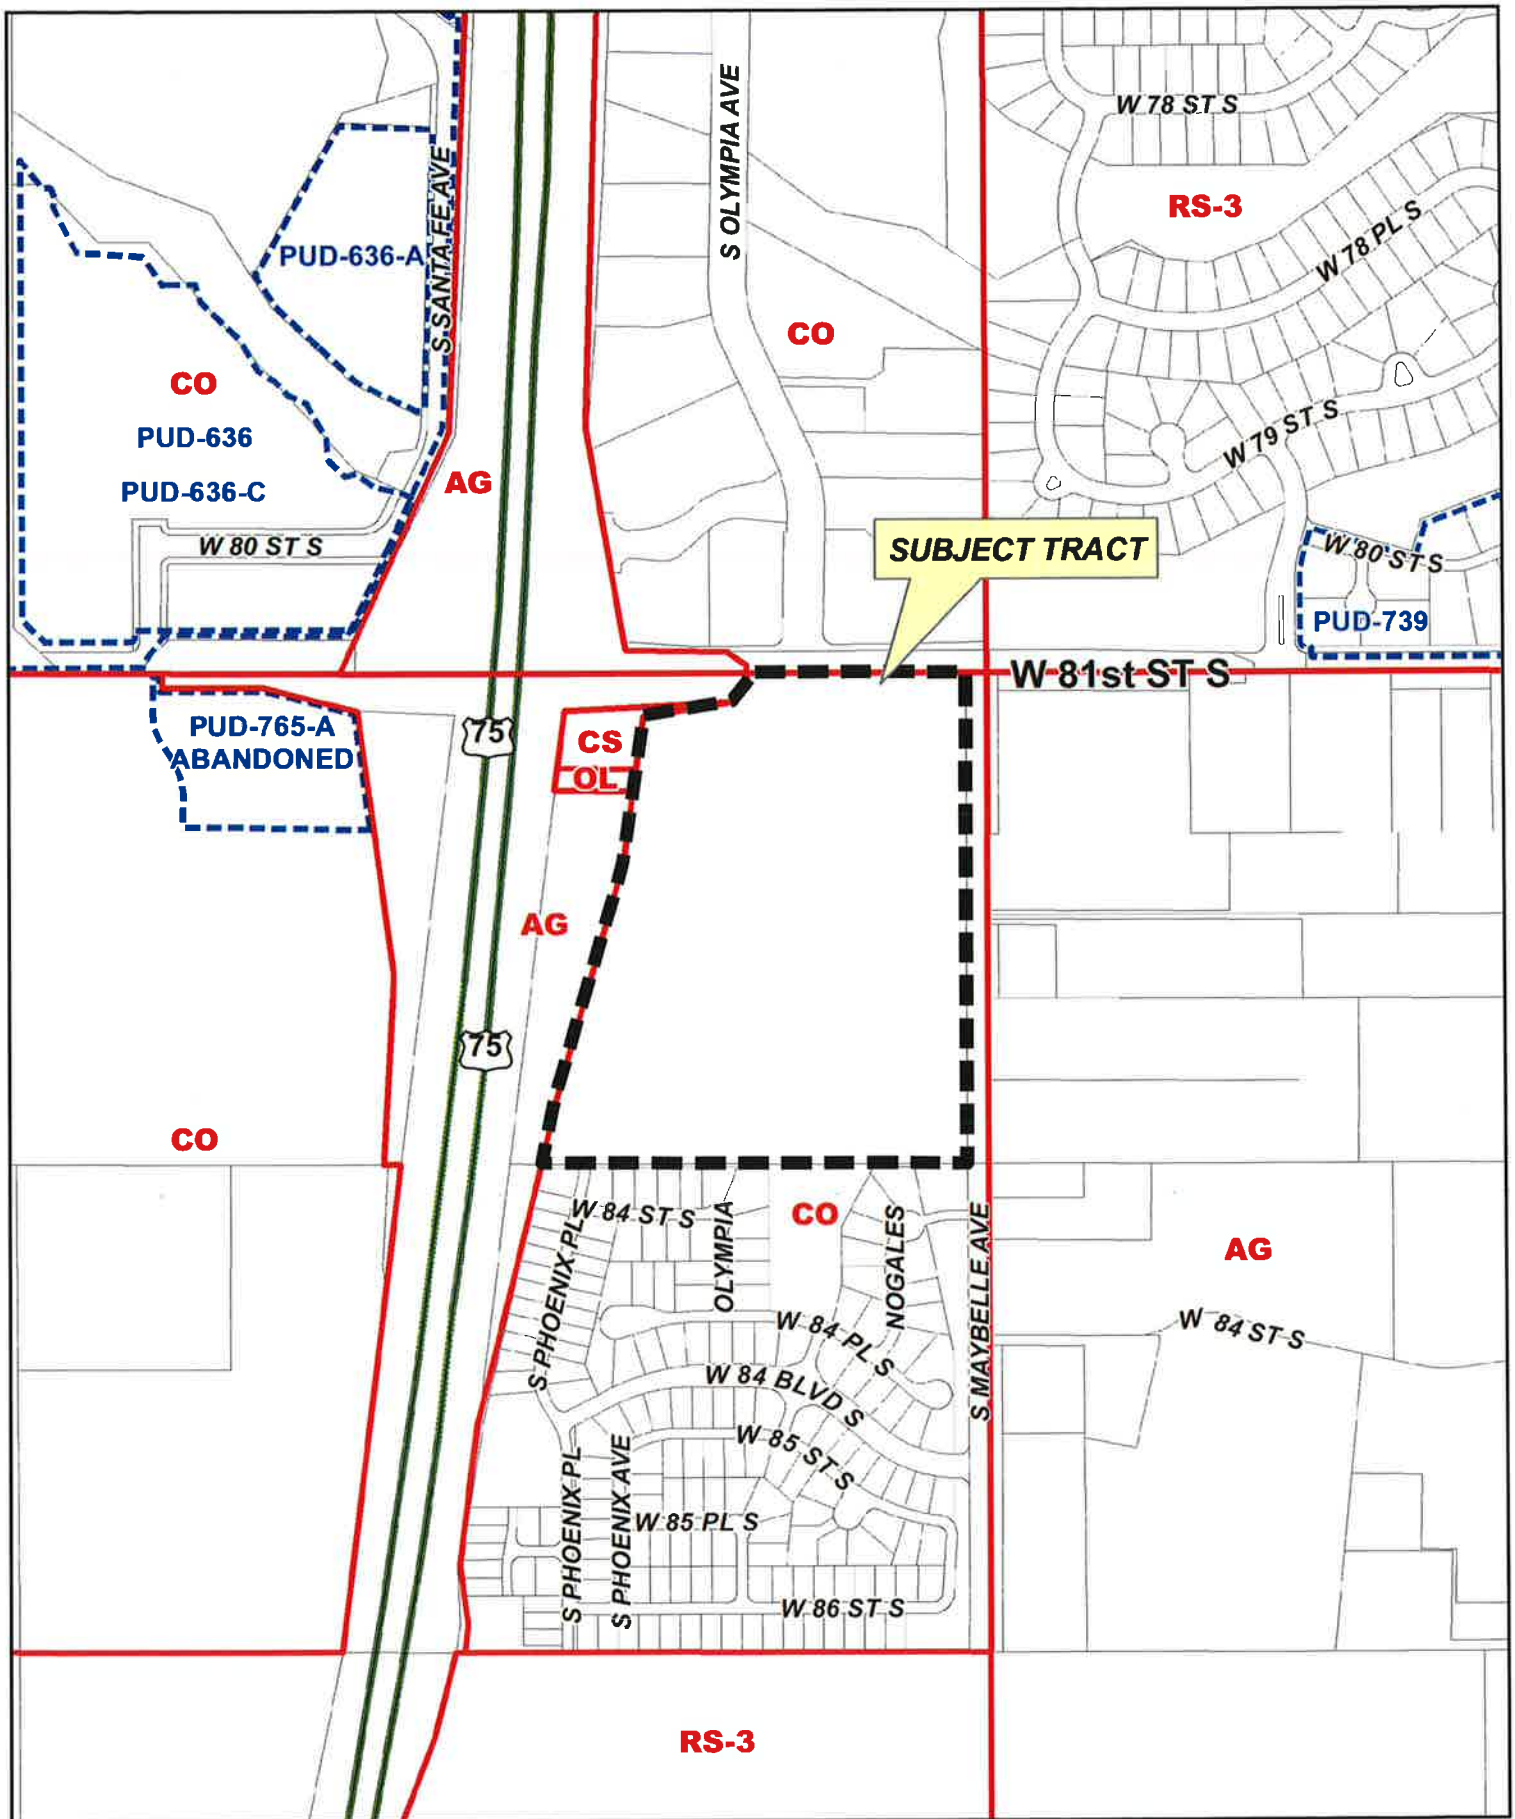 W 78 ST S
S OLYMPIA AVE
RS-3
S SANTA FE AVE
PUD-636-A
W 78 PL S
CO
CO
PUD-636
W 79 ST S
PUD-636-C
AG
W 80 ST S
SUBJECT TRACT
W 80 ST S
PUD-739
W 81st ST S
PUD-765-A
ABANDONED
75
CS
OL
AG
75
CO
W 84 ST S
OLYMPIA
CO
NOGALES
S MAYBELLE AVE
AG
S PHOENIX PL
W 84 PL S
W 84 ST S
W 84 BLVD S
W 85 ST S
S PHOENIX PL
S PHOENIX AVE
W 85 PL S
W 86 ST S
RS-3